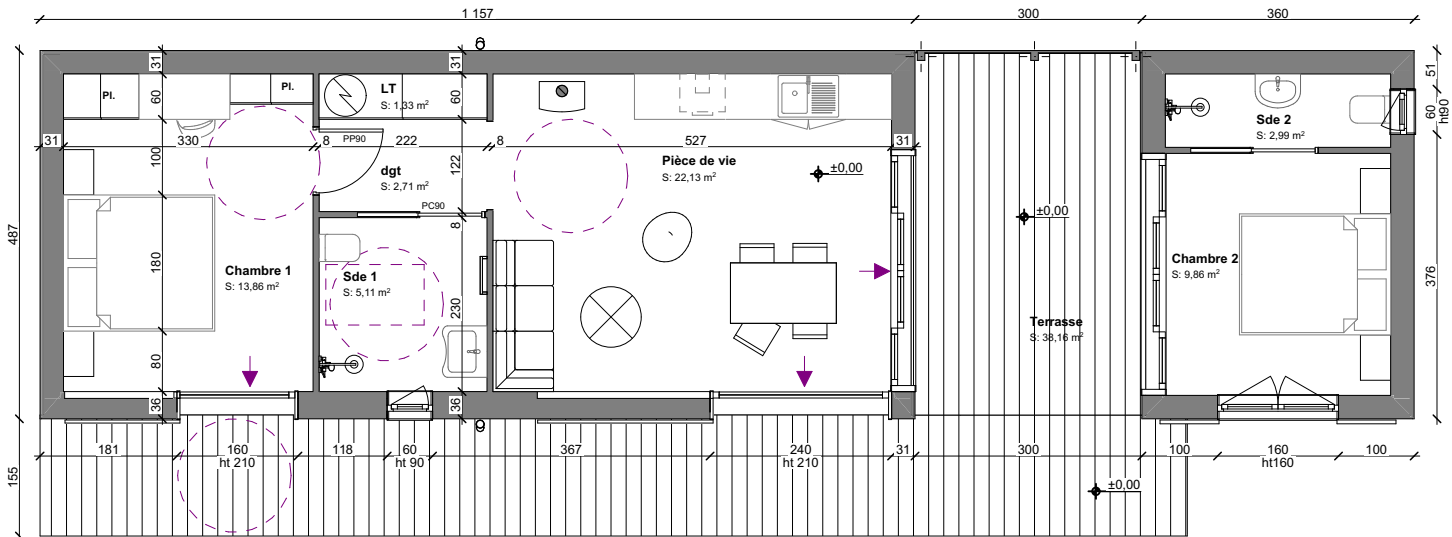 1 157
300
360
31
31
51
Pl.
Pl.
LT
S: 1,33 m²
60
60
60
ht90
Sde 2
S: 2,99 m²
31
330
8
PP90
222
8
527
31
Pièce de vie
S: 22,13 m²
±0,00
100
122
dgt
S: 2,71 m²
PC90
8
±0,00
487
180
Chambre 1
S: 13,86 m²
Sde 1
S: 5,11 m²
230
Chambre 2
S: 9,86 m²
376
Terrasse
S: 38,16 m²
80
36
36
181
160
ht 210
118
60
ht 90
367
240
ht 210
31
300
100
160
ht160
100
155
±0,00